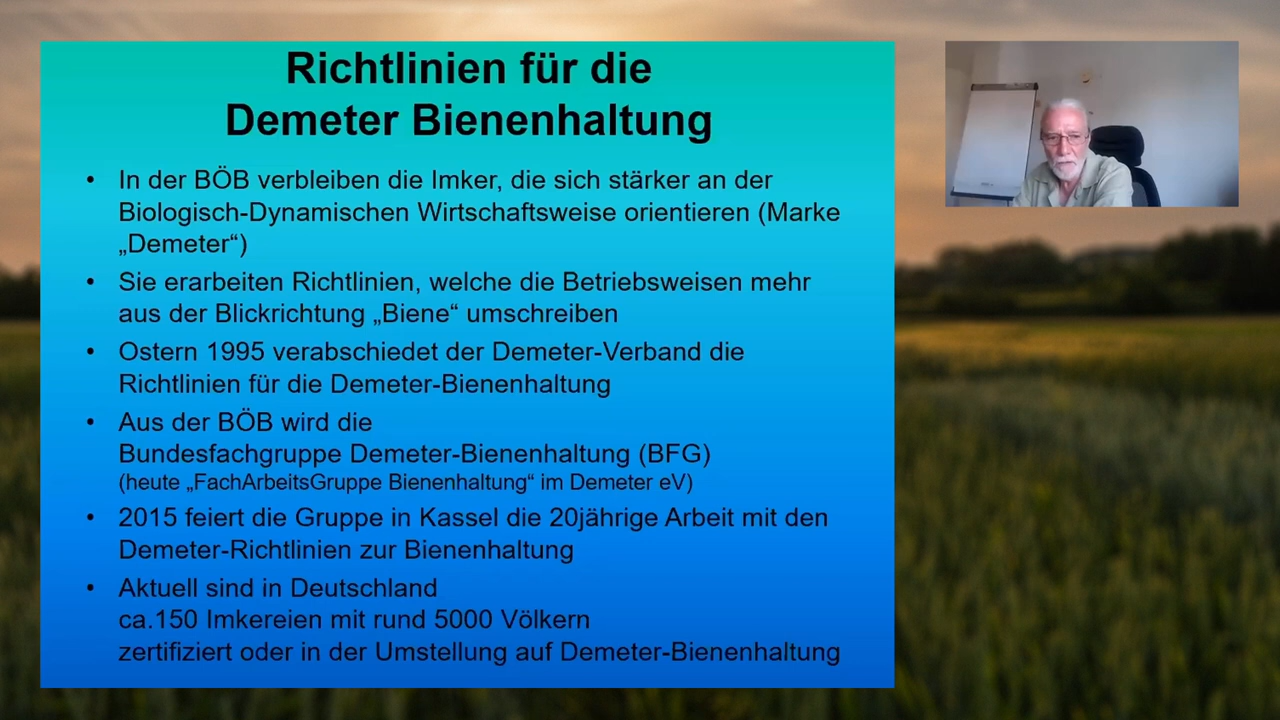 Richtlinien für die
Demeter Bienenhaltung
• In der BÖB verbleiben die Imker, die sich stärker an der
Biologisch-Dynamischen Wirtschaftsweise orientieren (Marke
„Demeter“)
• Sie erarbeiten Richtlinien, welche die Betriebsweisen mehr
aus der Blickrichtung „Biene“ umschreiben
• Ostern 1995 verabschiedet der Demeter-Verband die
Richtlinien für die Demeter-Bienenhaltung
• Aus der BÖB wird die
Bundesfachgruppe Demeter-Bienenhaltung (BFG)
(heute „FachArbeitsGruppe Bienenhaltung“ im Demeter eV)
• 2015 feiert die Gruppe in Kassel die 20jährige Arbeit mit den
Demeter-Richtlinien zur Bienenhaltung
• Aktuell sind in Deutschland
ca.150 Imkereien mit rund 5000 Völkern
zertifiziert oder in der Umstellung auf Demeter-Bienenhaltung